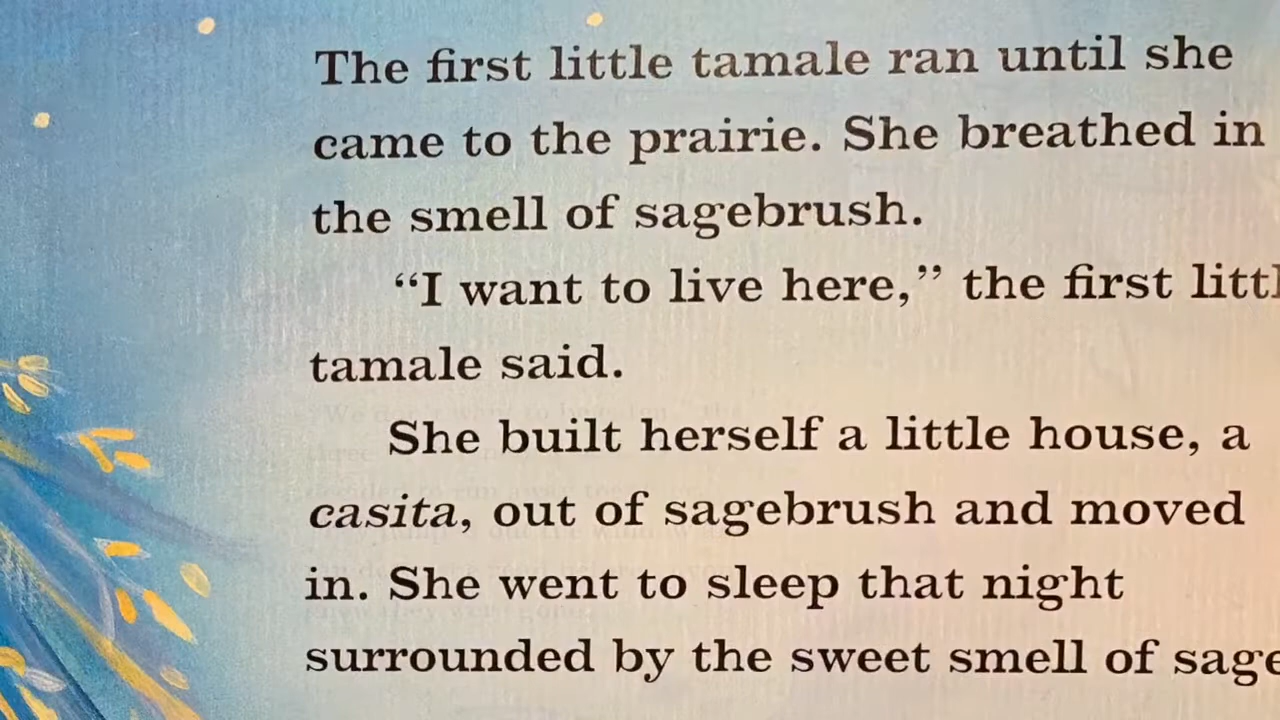 The first little tamale ran until she
came to the prairie. She breathed in
the smell of sagebrush.
“I want to live here,” the first littl
tamale said.
She built herself a little house, a
casita, out of sagebrush and moved
in. She went to sleep that night
surrounded by the sweet smell of sage